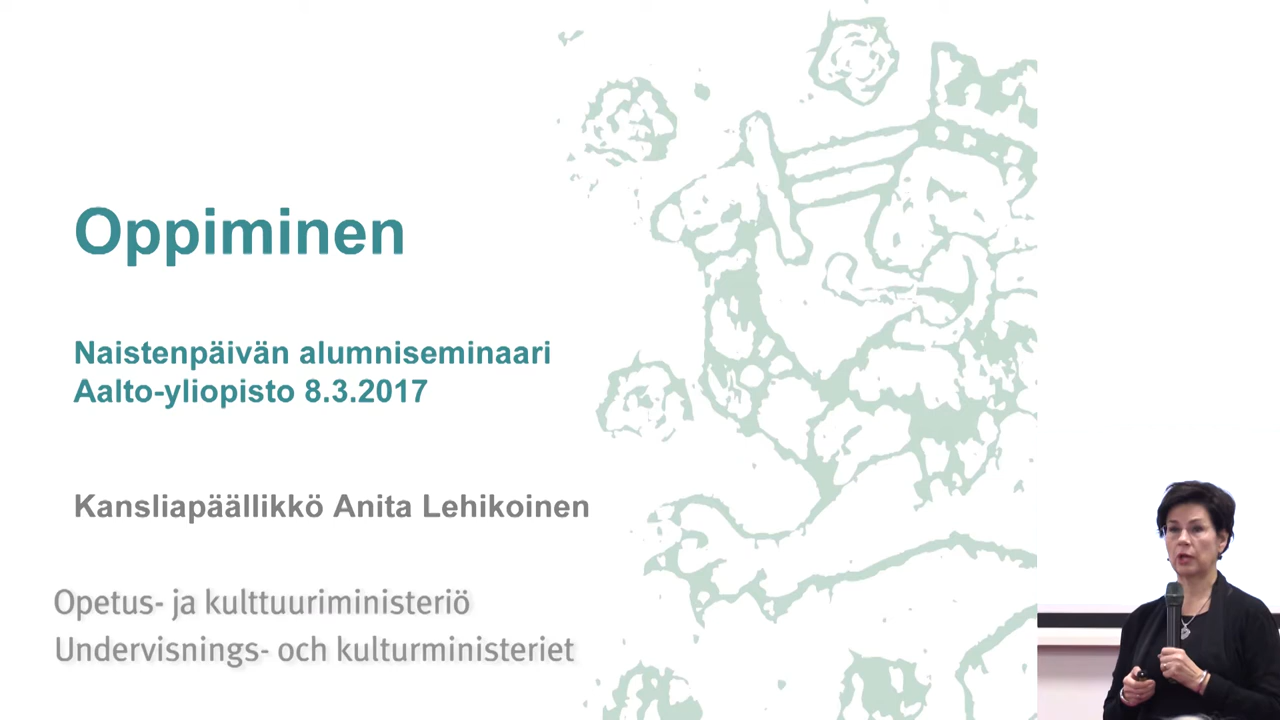 Oppiminen
Naistenpäivän alumniseminaari
Aalto-yliopisto 8.3.2017
Kansliapäällikkö Anita Lehikoinen
Opetus- ja kulttuuriministeriö
Undervisnings- och kulturministeriet